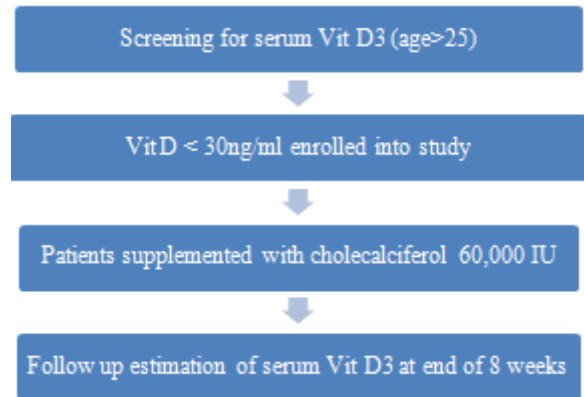 Screening for serum Vit D3 (age>25)
Vit D < 30ng/ml enrolled into study
Patients supplemented with cholecalciferol 60,000 IU
Follow up estimation of serum Vit D3 at end of 8 weeks